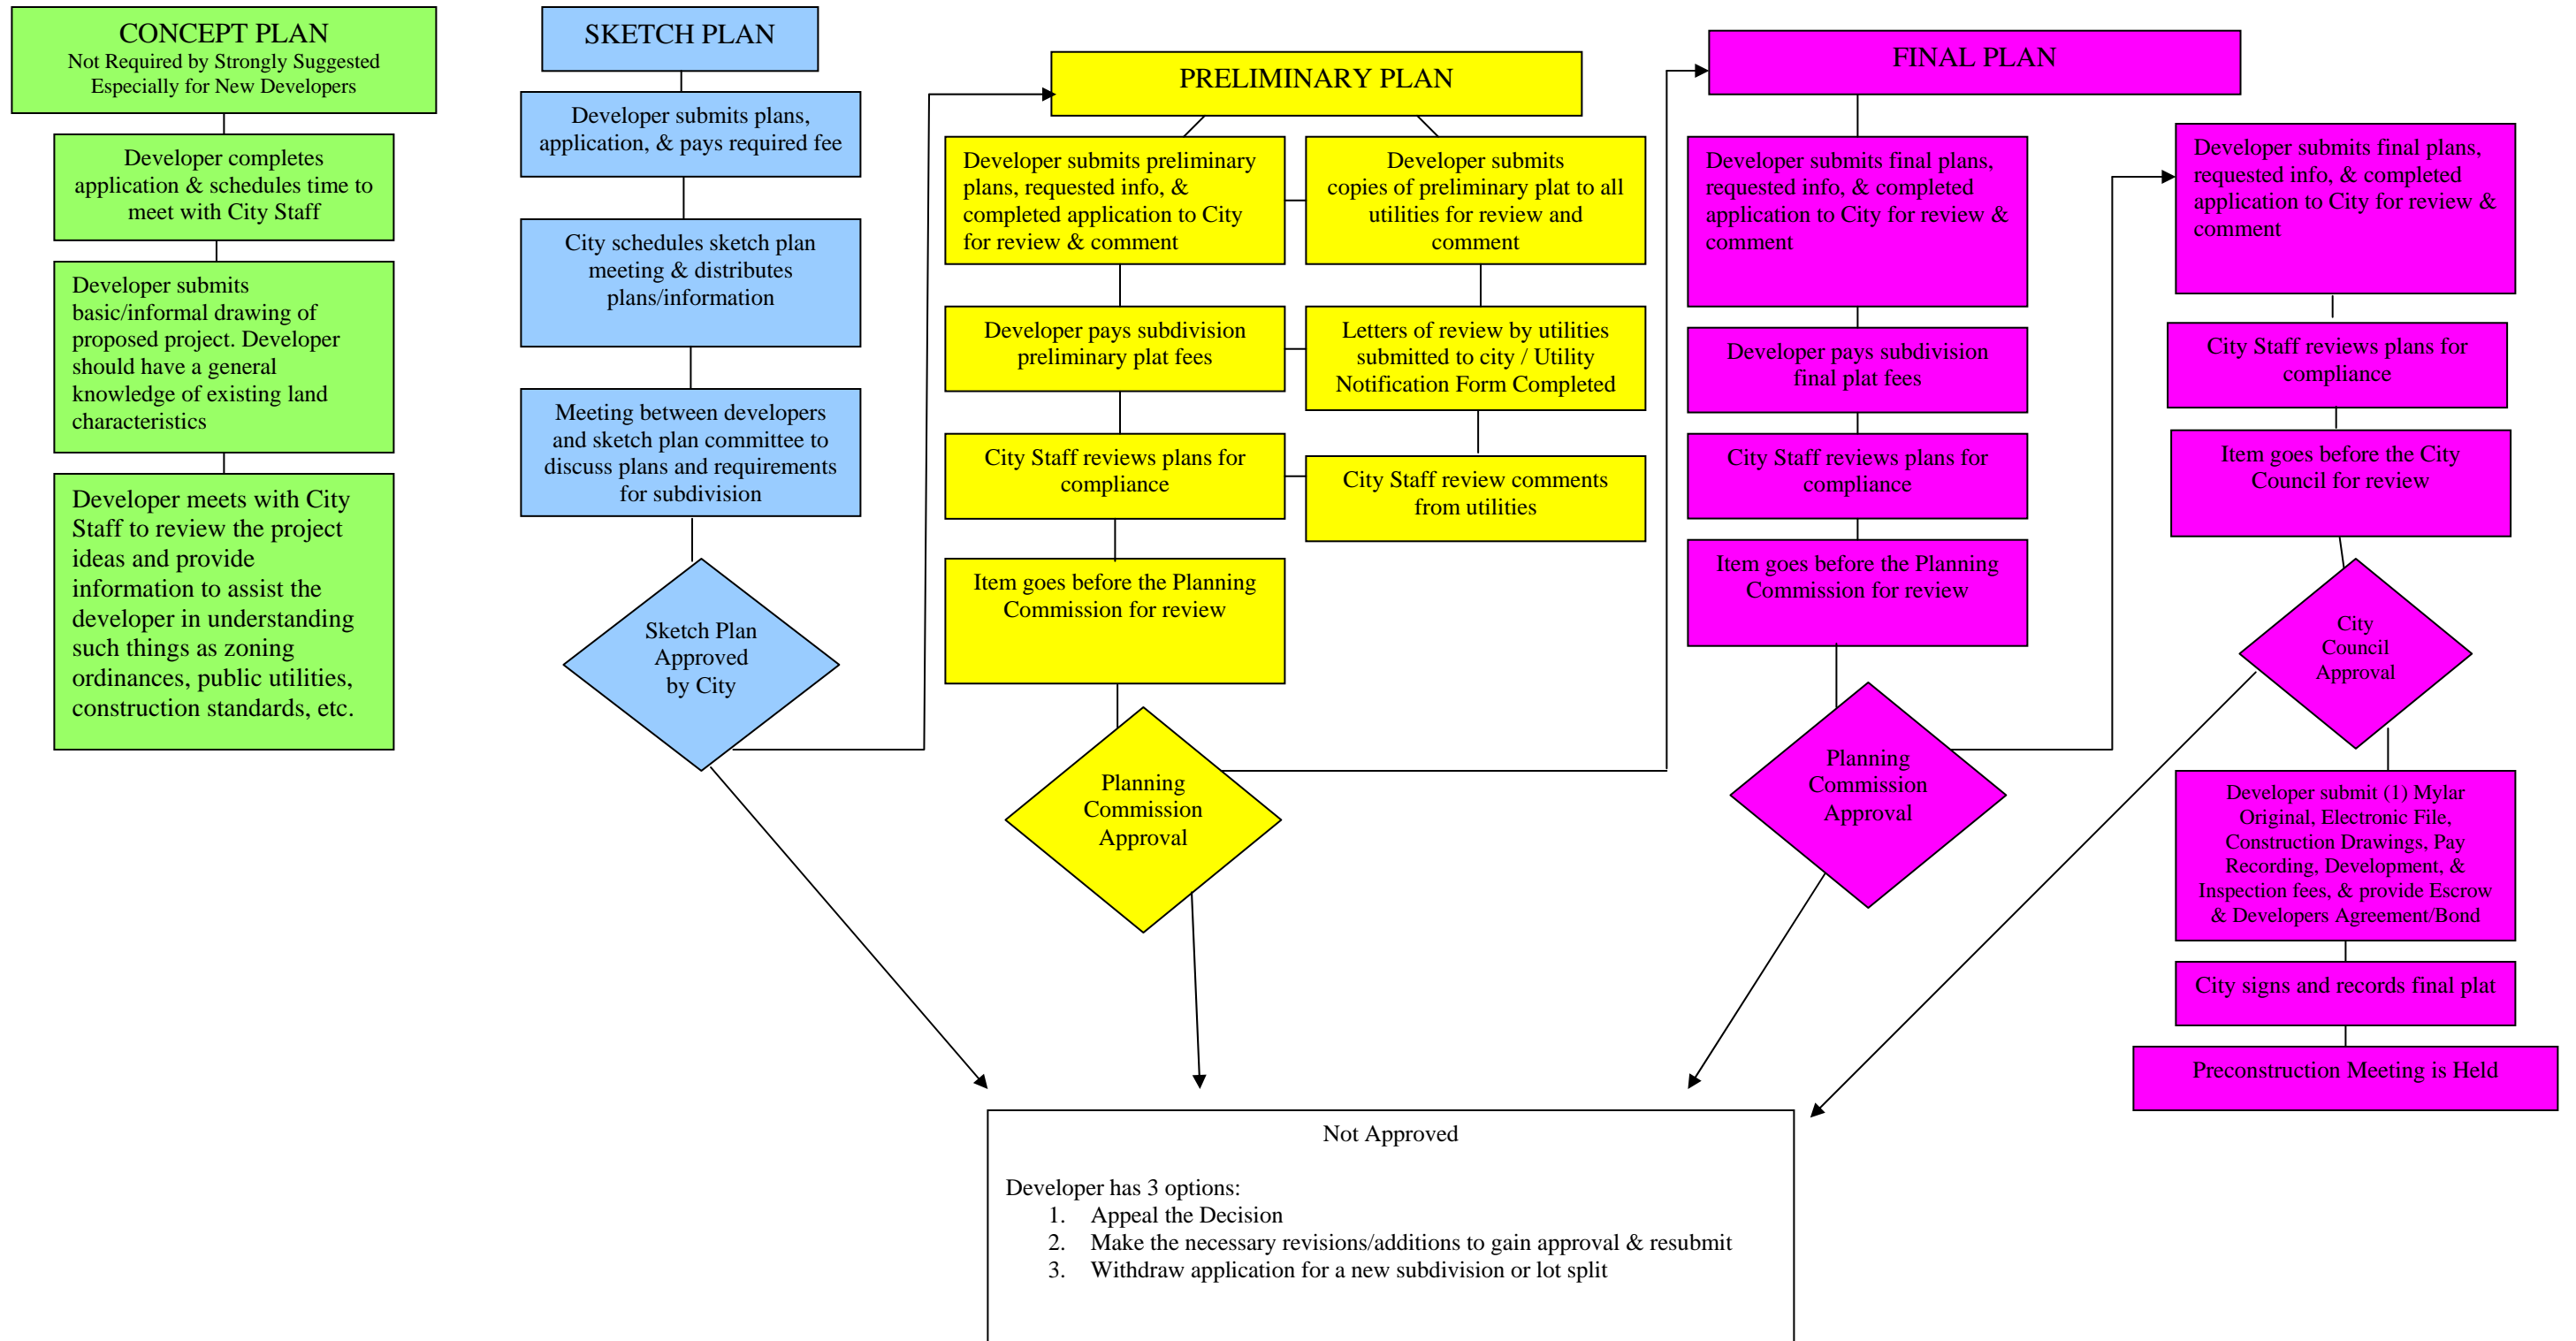 CONCEPT PLAN
Not Required by Strongly Suggested
Especially for New Developers
Developer completes
application & schedules time to
meet with City Staff
Developer submits
basic/informal drawing of
proposed project. Developer
should have a general
knowledge of existing land
characteristics
Developer meets with City
Staff to review the project
ideas and provide
information to assist the
developer in understanding
such things as zoning
ordinances, public utilities,
construction standards, etc.
SKETCH PLAN
Developer submits plans,
application, & pays required fee
City schedules sketch plan
meeting & distributes
plans/information
Meeting between developers
and sketch plan committee to
discuss plans and requirements
for subdivision
Sketch Plan
Approved
by City
PRELIMINARY PLAN
Developer submits preliminary
plans, requested info, &
completed application to City
for review & comment
Developer pays subdivision
preliminary plat fees
City Staff reviews plans for
compliance
Item goes before the Planning
Commission for review
Planning
Commission
Approval
Developer submits
copies of preliminary plat to all
utilities for review and
comment
Letters of review by utilities
submitted to city / Utility
Notification Form Completed
City Staff review comments
from utilities
FINAL PLAN
Developer submits final plans,
requested info, & completed
application to City for review &
comment
Developer pays subdivision
final plat fees
City Staff reviews plans for
compliance
Item goes before the Planning
Commission for review
Planning
Commission
Approval
Developer submits final plans,
requested info, & completed
application to City for review &
comment
City Staff reviews plans for
compliance
Item goes before the City
Council for review
City
Council
Approval
Developer submit (1) Mylar
Original, Electronic File,
Construction Drawings, Pay
Recording, Development, &
Inspection fees, & provide Escrow
& Developers Agreement/Bond
City signs and records final plat
Preconstruction Meeting is Held
Not Approved
Developer has 3 options:
1. Appeal the Decision
2. Make the necessary revisions/additions to gain approval & resubmit
3. Withdraw application for a new subdivision or lot split